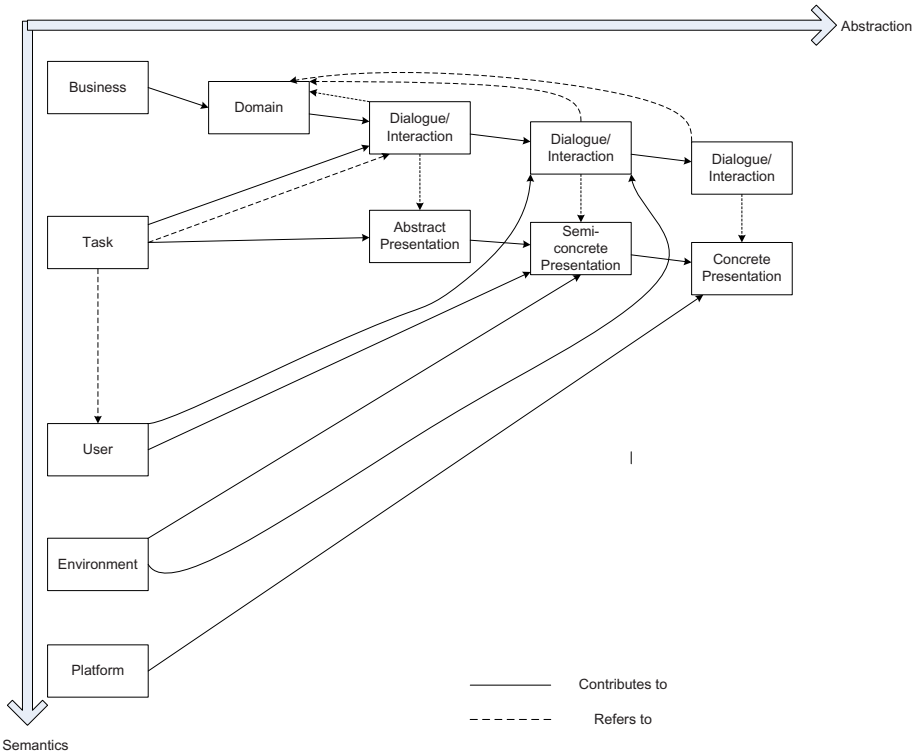 Abstraction
Business
Domain
Dialogue/
Interaction
Dialogue/
Interaction
Dialogue/
Interaction
Task
Abstract
Presentation
Semi-
concrete
Presentation
Concrete
Presentation
User
Environment
Platform
Contributes to
Refers to
Semantics